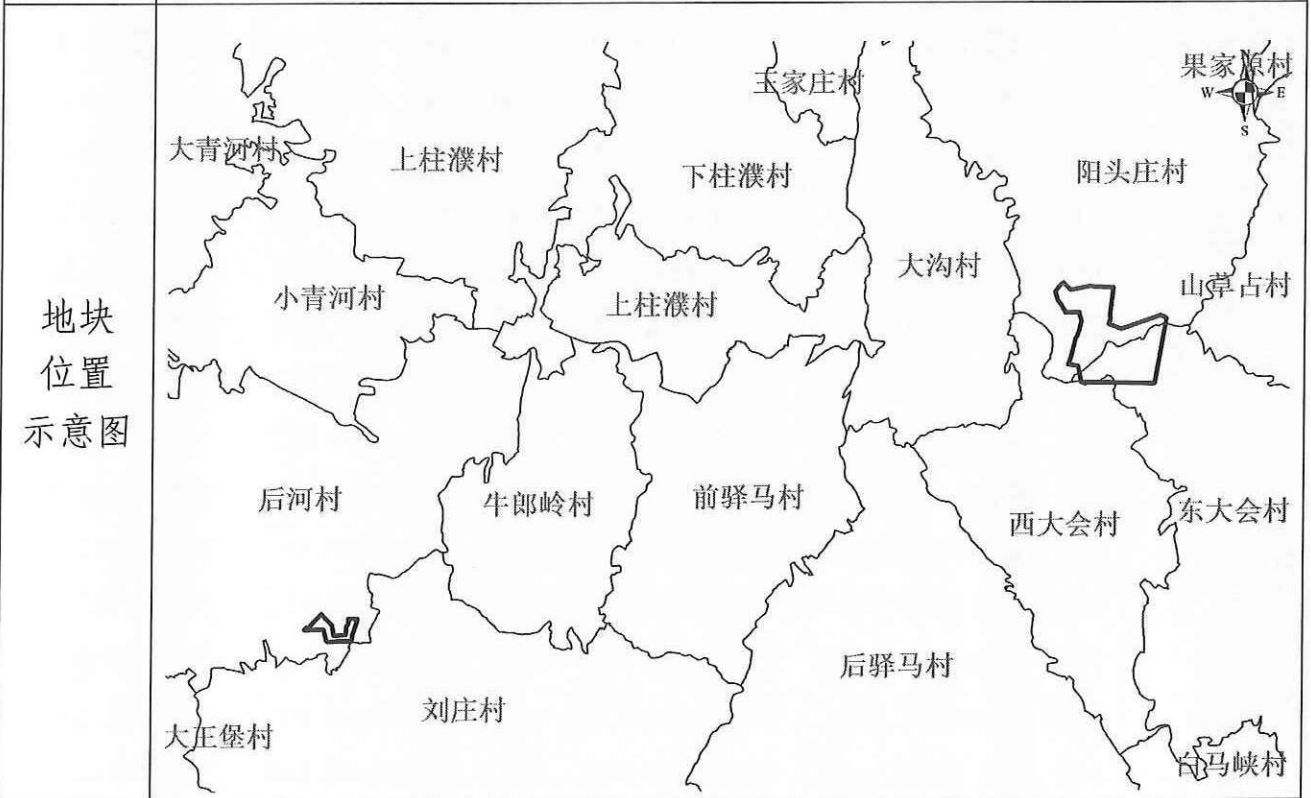 地块
位置
示意图
果家原村
N
W
E
S
王家庄村
大青河村
上柱濮村
下柱濮村
阳头庄村
大沟村
小青河村
上柱濮村
山草占村
后河村
牛郎岭村
前驿马村
西大会村
东大会村
后驿马村
刘庄村
大王堡村
白马峡村